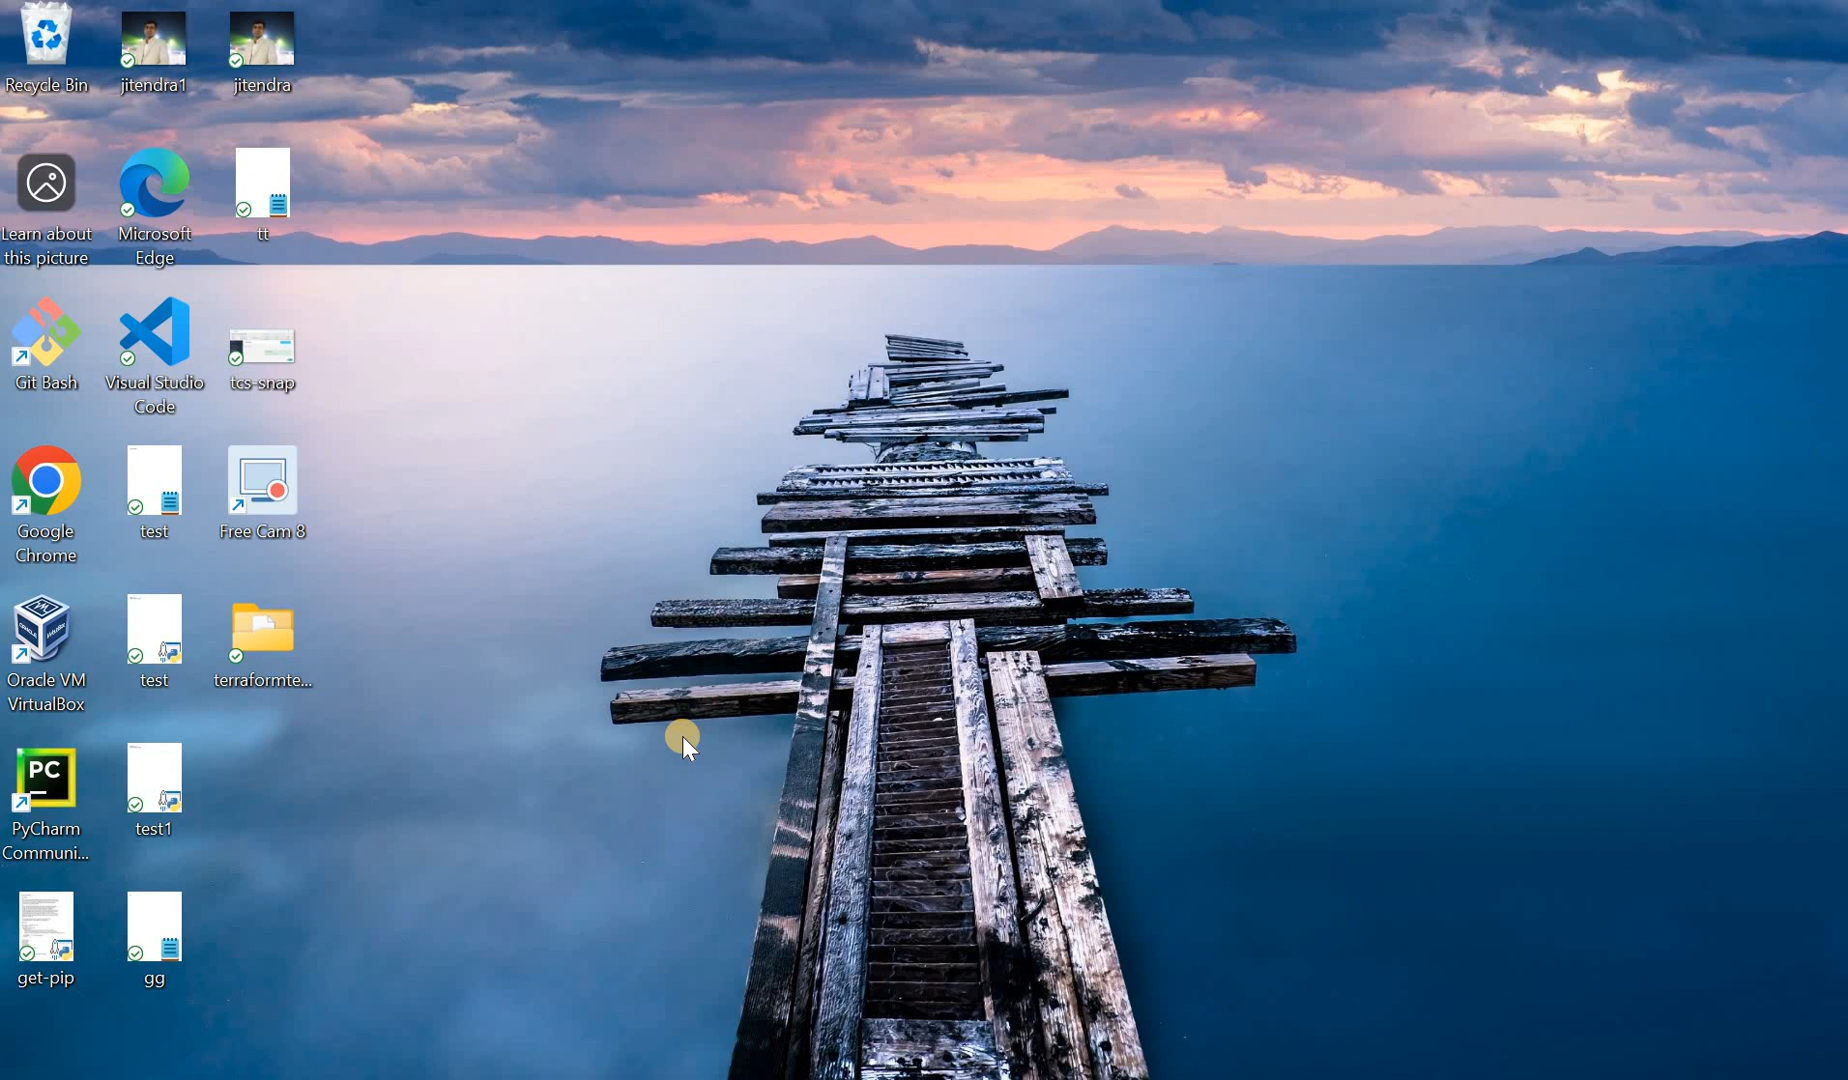 Recycle Bin
jitendra1
jitendra
Learn about
this picture
Microsoft
Edge
tt
Git Bash
Visual Studio
Code
tcs-snap
Google
Chrome
test
Free Cam 8
Oracle VM
VirtualBox
test
terraformte...
PC
PyCharm
Communi...
test1
get-pip
gg